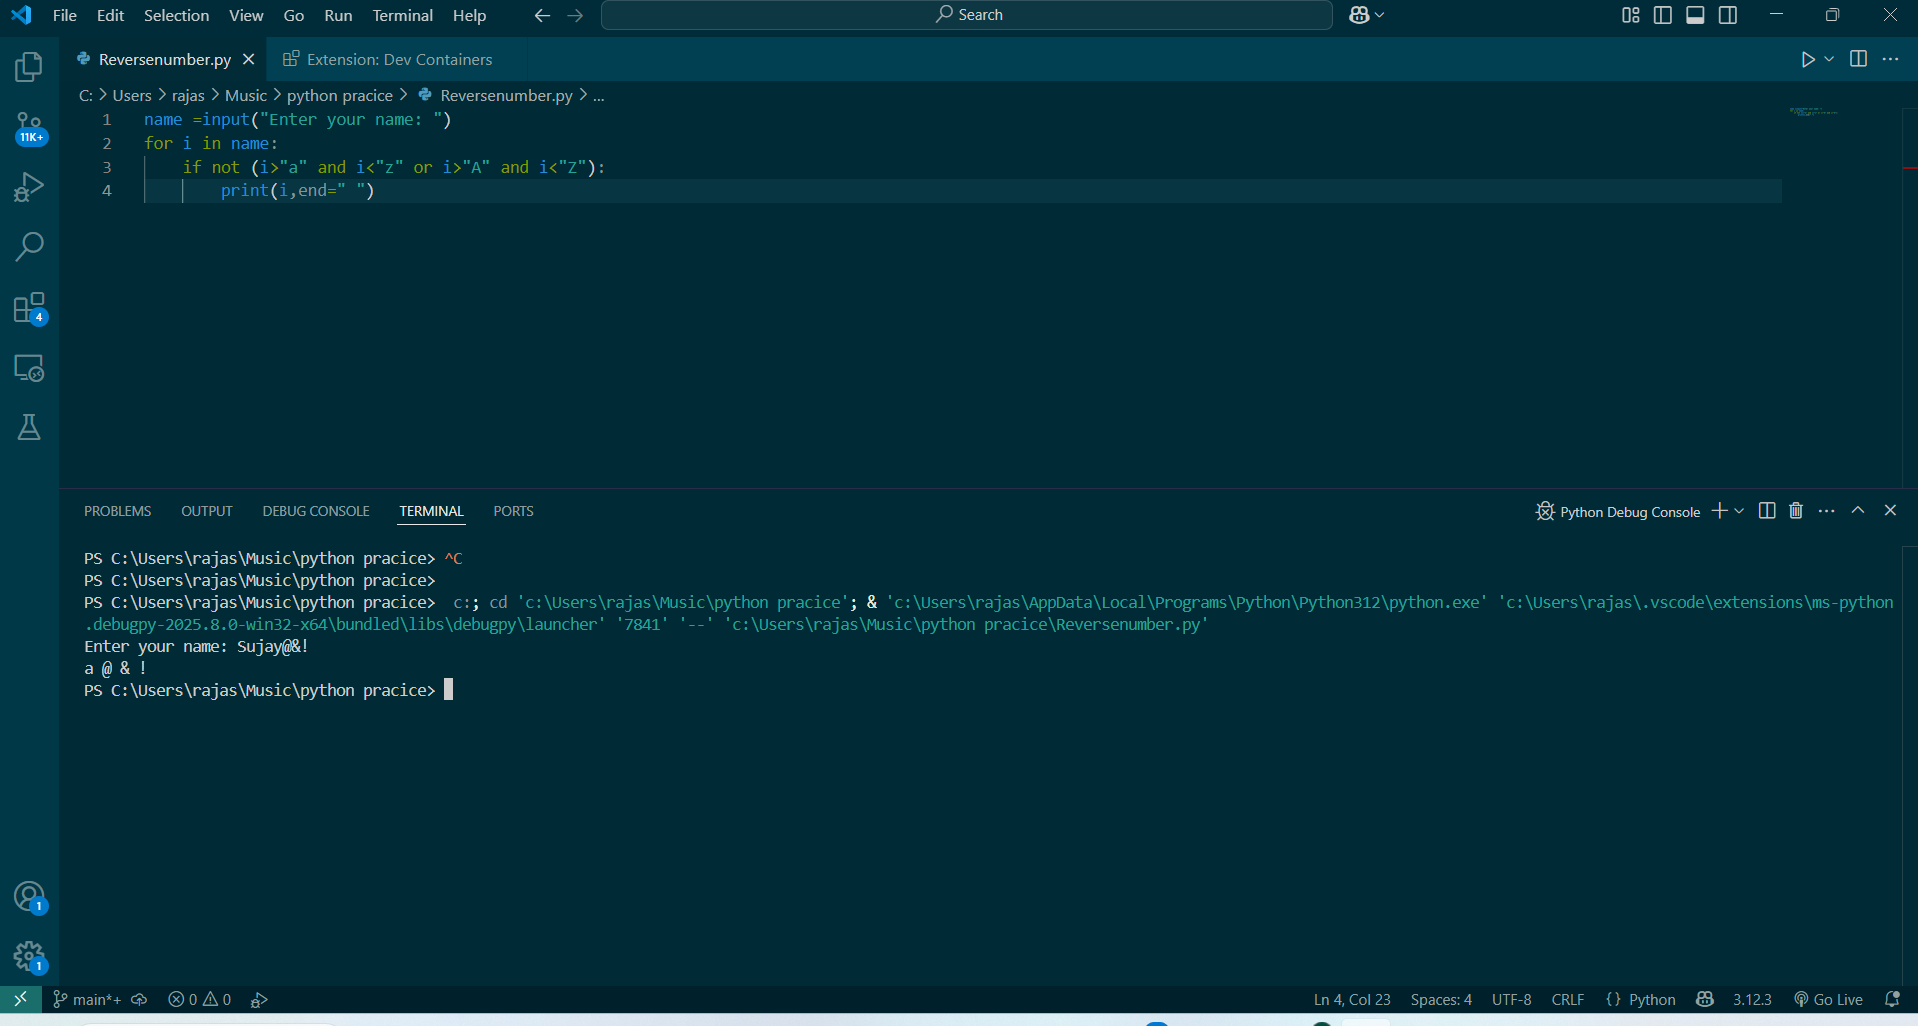 File Edit Selection View Go Run Terminal Help Search
Reversenumber.py Extension: Dev Containers
C: > Users > rajas > Music > python pracice > Reversenumber.py > ...
1 name =input("Enter your name: ")
2 for i in name:
3 if not (i>"a" and i<"z" or i>"A" and i<"Z"):
4 print(i,end=" ")
11K+
4
PROBLEMS OUTPUT DEBUG CONSOLE TERMINAL PORTS Python Debug Console
PS C:\Users\rajas\Music\python pracice> ^C
PS C:\Users\rajas\Music\python pracice>
PS C:\Users\rajas\Music\python pracice>  c:; cd 'c:\Users\rajas\Music\python pracice'; & 'c:\Users\rajas\AppData\Local\Programs\Python\Python312\python.exe' 'c:\Users\rajas\.vscode\extensions\ms-python
.debugpy-2025.8.0-win32-x64\bundled\libs\debugpy\launcher' '7841' '--' 'c:\Users\rajas\Music\python pracice\Reversenumber.py'
Enter your name: Sujay@&!
a @ & !
PS C:\Users\rajas\Music\python pracice>
1
1
main*+ 0 0 Ln 4, Col 23 Spaces: 4 UTF-8 CRLF {} Python 3.12.3 Go Live